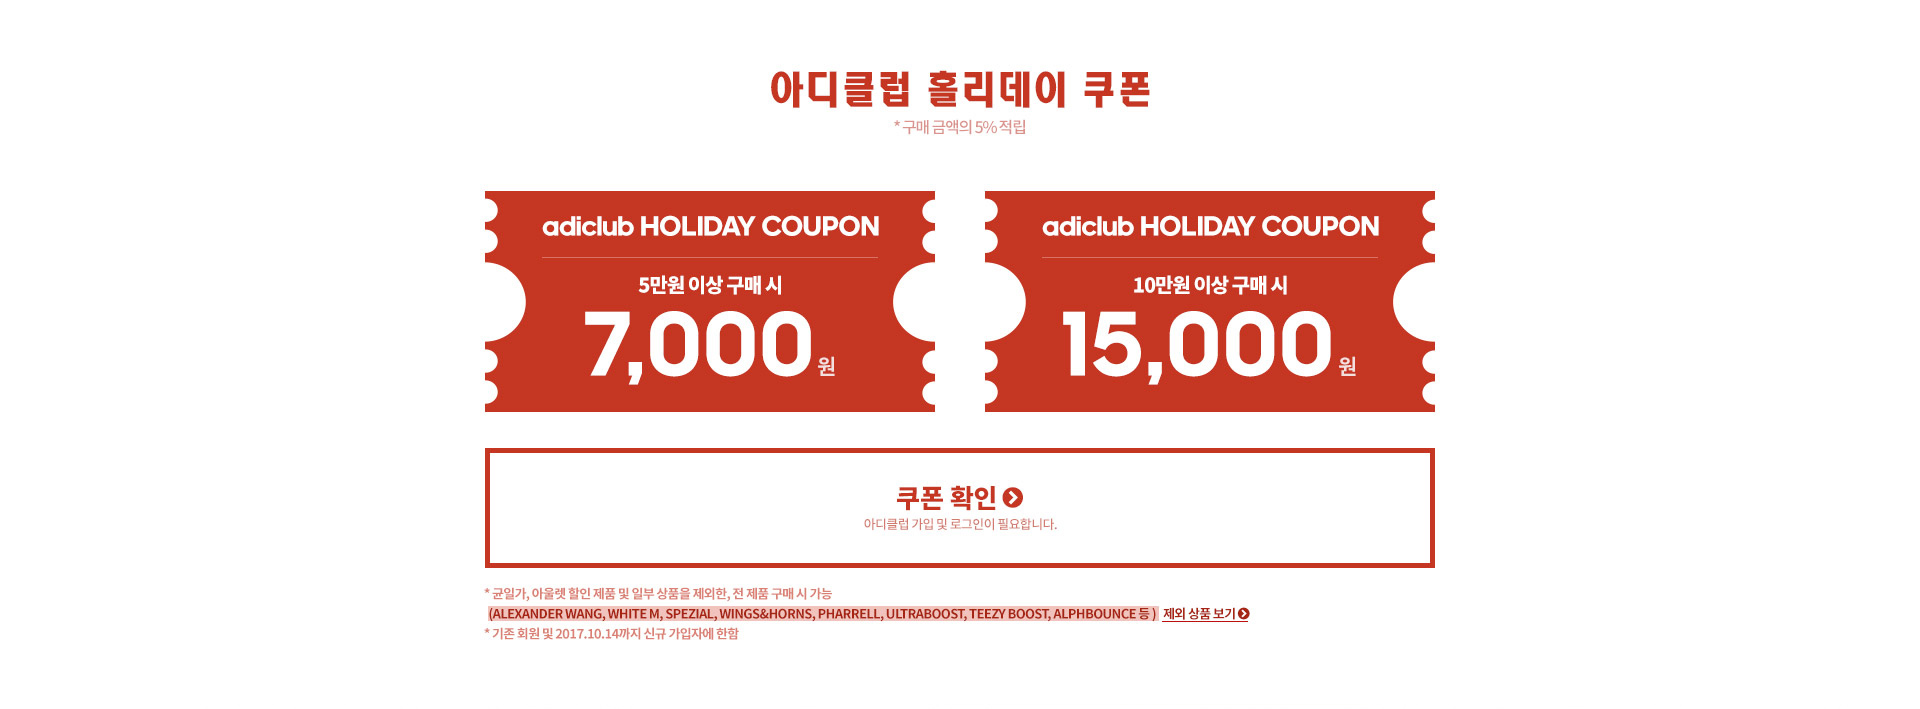 아디클럽 홀리데이 쿠폰
* 구매 금액의 5% 적립
adiclub HOLIDAY COUPON
5만원 이상 구매 시
7,000 원
adiclub HOLIDAY COUPON
10만원 이상 구매 시
15,000 원
쿠폰 확인
아디클럽 가입 및 로그인이 필요합니다.
* 균일가, 아울렛 할인 제품 및 일부 상품을 제외한, 전 제품 구매 시 가능
(ALEXANDER WANG, WHITE M, SPEZIAL, WINGS&HORNS, PHARRELL, ULTRABOOST, TEEZY BOOST, ALPHBOUNCE 등 ) 제외 상품 보기
* 기존 회원 및 2017.10.14까지 신규 가입자에 한함